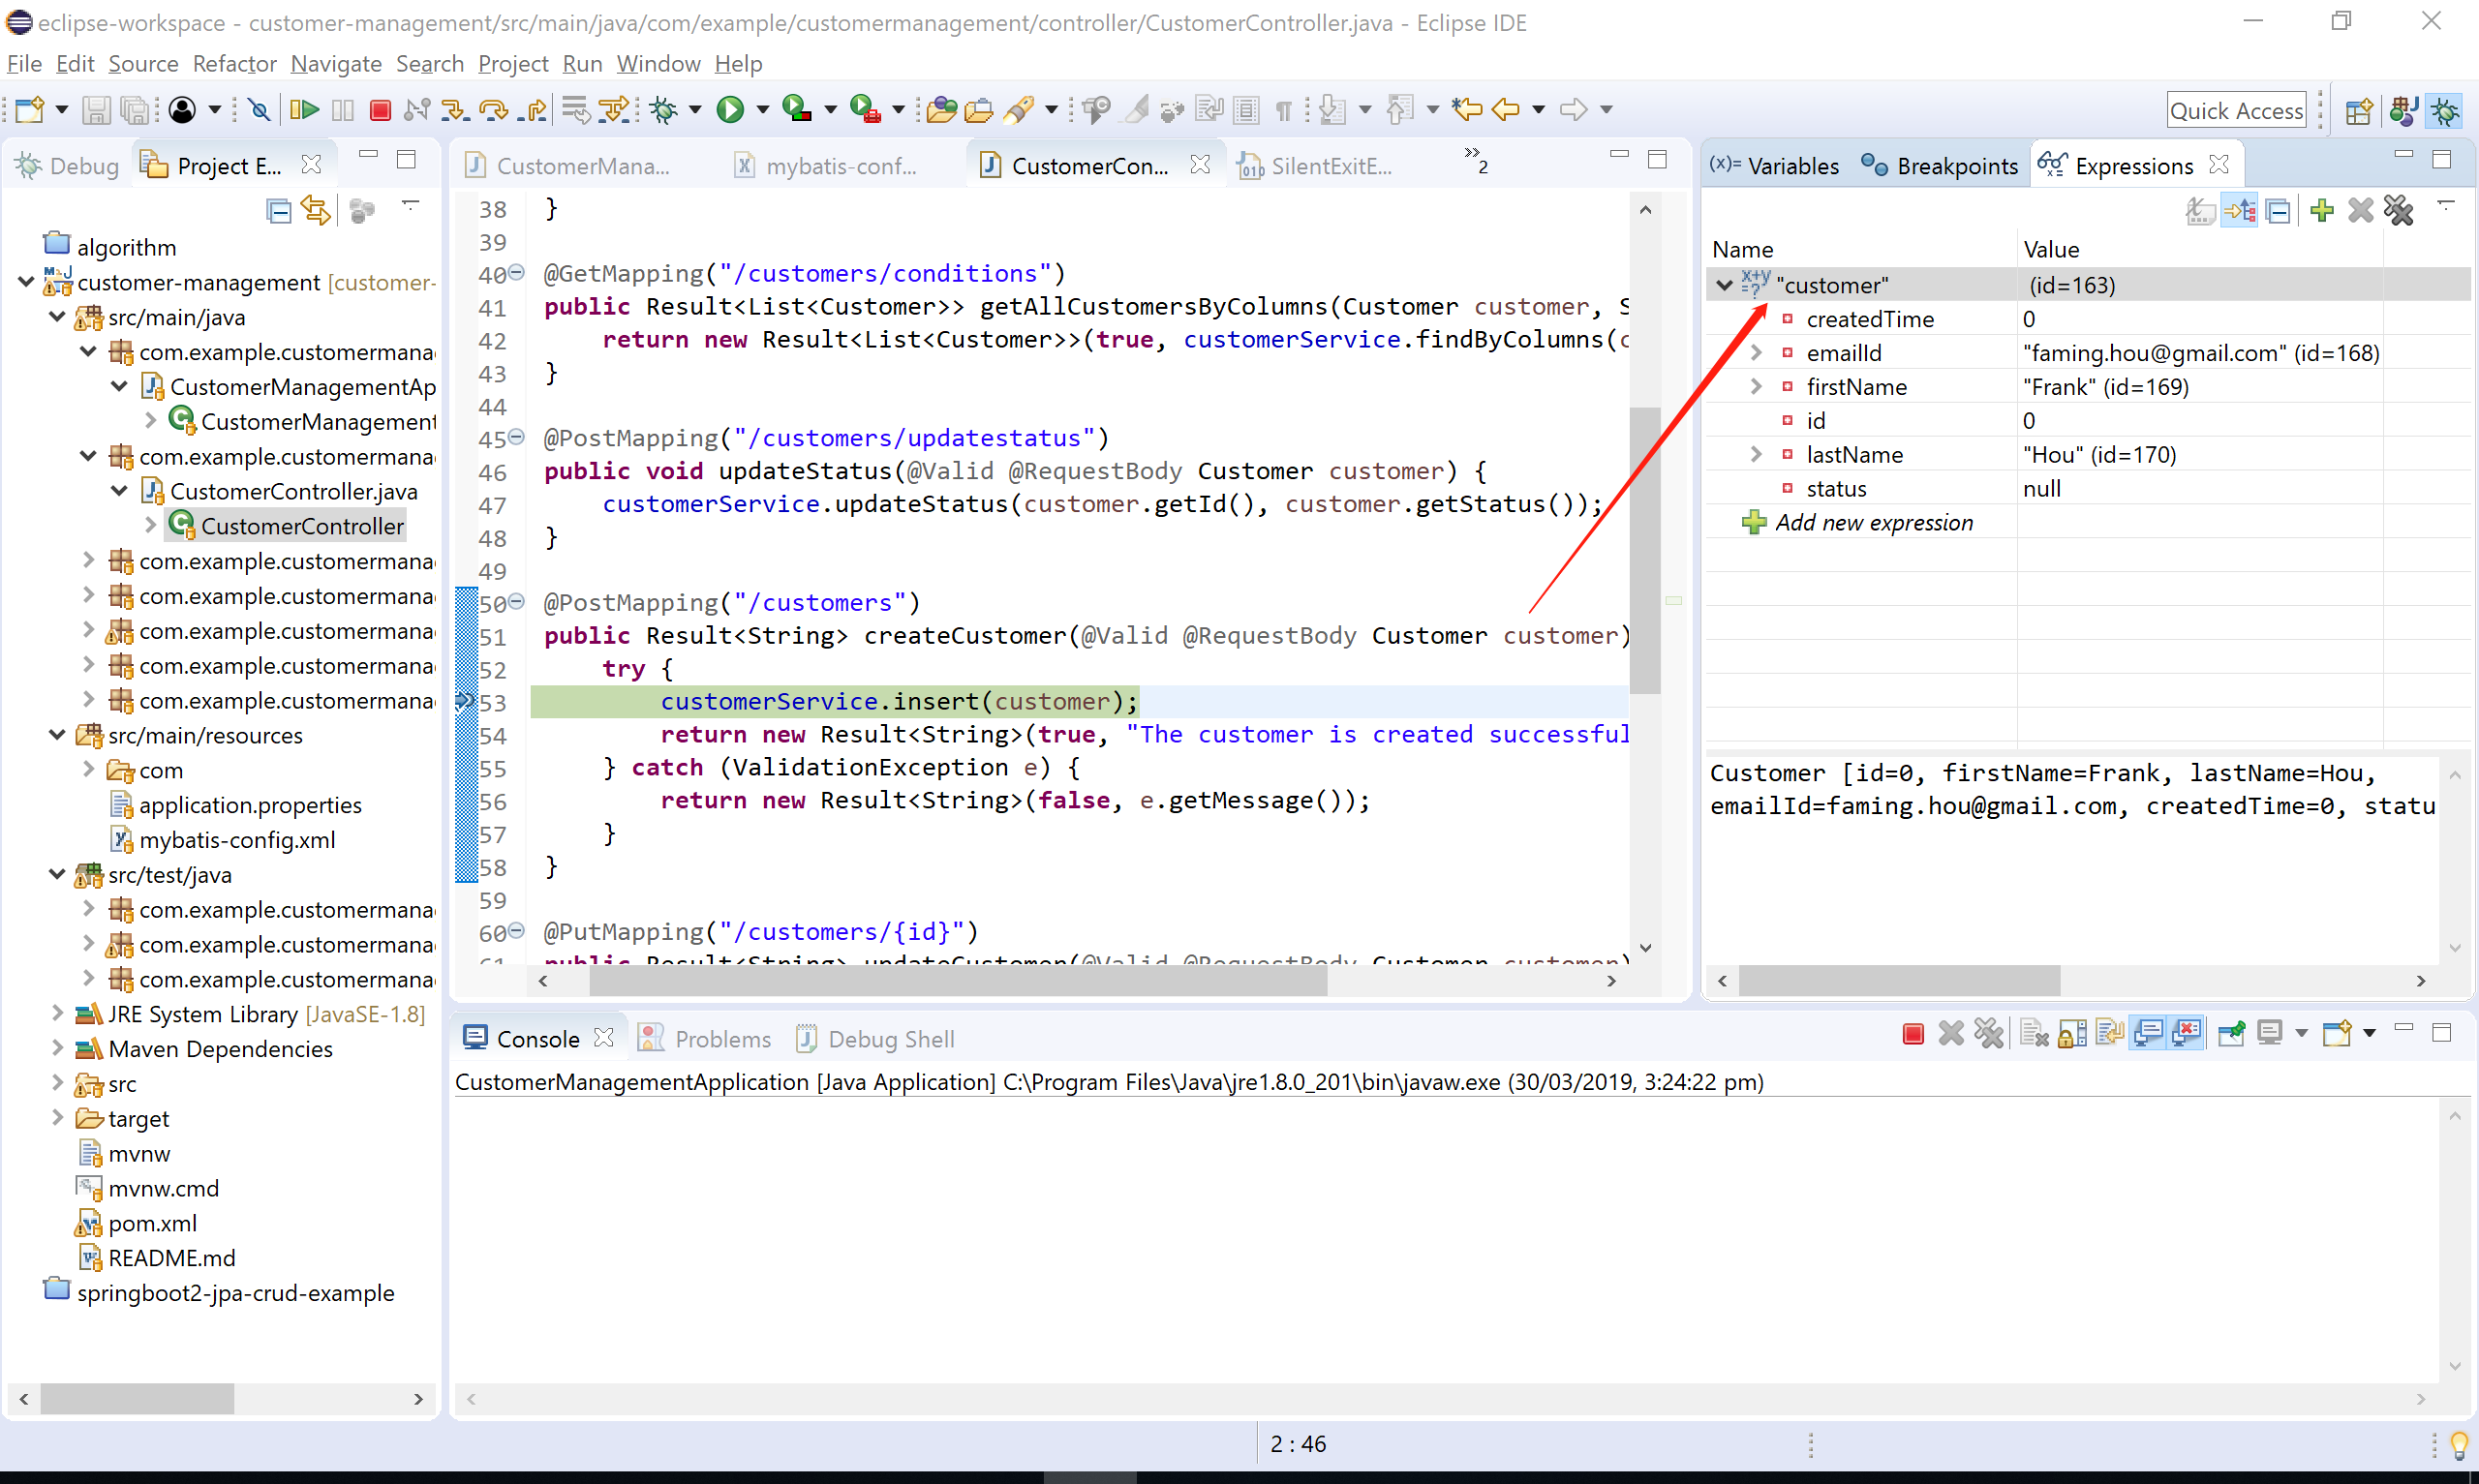 eclipse-workspace - customer-management/src/main/java/com/example/customermanagement/controller/CustomerController.java - Eclipse IDE
File Edit Source Refactor Navigate Search Project Run Window Help
Quick Access
Debug
Project E...
algorithm
customer-management [customer-
src/main/java
com.example.customermana
CustomerManagementAp
CustomerManagement
com.example.customermana
CustomerController.java
CustomerController
com.example.customermana
com.example.customermana
com.example.customermana
com.example.customermana
com.example.customermana
src/main/resources
com
application.properties
mybatis-config.xml
src/test/java
com.example.customermana
com.example.customermana
com.example.customermana
JRE System Library [JavaSE-1.8]
Maven Dependencies
src
target
mvnw
mvnw.cmd
pom.xml
README.md
springboot2-jpa-crud-example
CustomerMana... mybatis-conf... CustomerCon... SilentExitE... »2
38 }
39
40 @GetMapping("/customers/conditions")
41 public Result<List<Customer>> getAllCustomersByColumns(Customer customer, S
42 return new Result<List<Customer>>(true, customerService.findByColumns(c
43 }
44
45 @PostMapping("/customers/updatestatus")
46 public void updateStatus(@Valid @RequestBody Customer customer) {
47 customerService.updateStatus(customer.getId(), customer.getStatus());
48 }
49
50 @PostMapping("/customers")
51 public Result<String> createCustomer(@Valid @RequestBody Customer customer)
52 try {
53 customerService.insert(customer);
54 return new Result<String>(true, "The customer is created successful
55 } catch (ValidationException e) {
56 return new Result<String>(false, e.getMessage());
57 }
58 }
59
60 @PutMapping("/customers/{id}")
61 public Result<String> updateCustomer(@Valid @RequestBody Customer customer)
(x)= Variables Breakpoints Expressions
Name Value
"customer" (id=163)
createdTime 0
emailId "faming.hou@gmail.com" (id=168)
firstName "Frank" (id=169)
id 0
lastName "Hou" (id=170)
status null
Add new expression
Customer [id=0, firstName=Frank, lastName=Hou,
emailId=faming.hou@gmail.com, createdTime=0, statu
Console Problems Debug Shell
CustomerManagementApplication [Java Application] C:\Program Files\Java\jre1.8.0_201\bin\javaw.exe (30/03/2019, 3:24:22 pm)
2 : 46